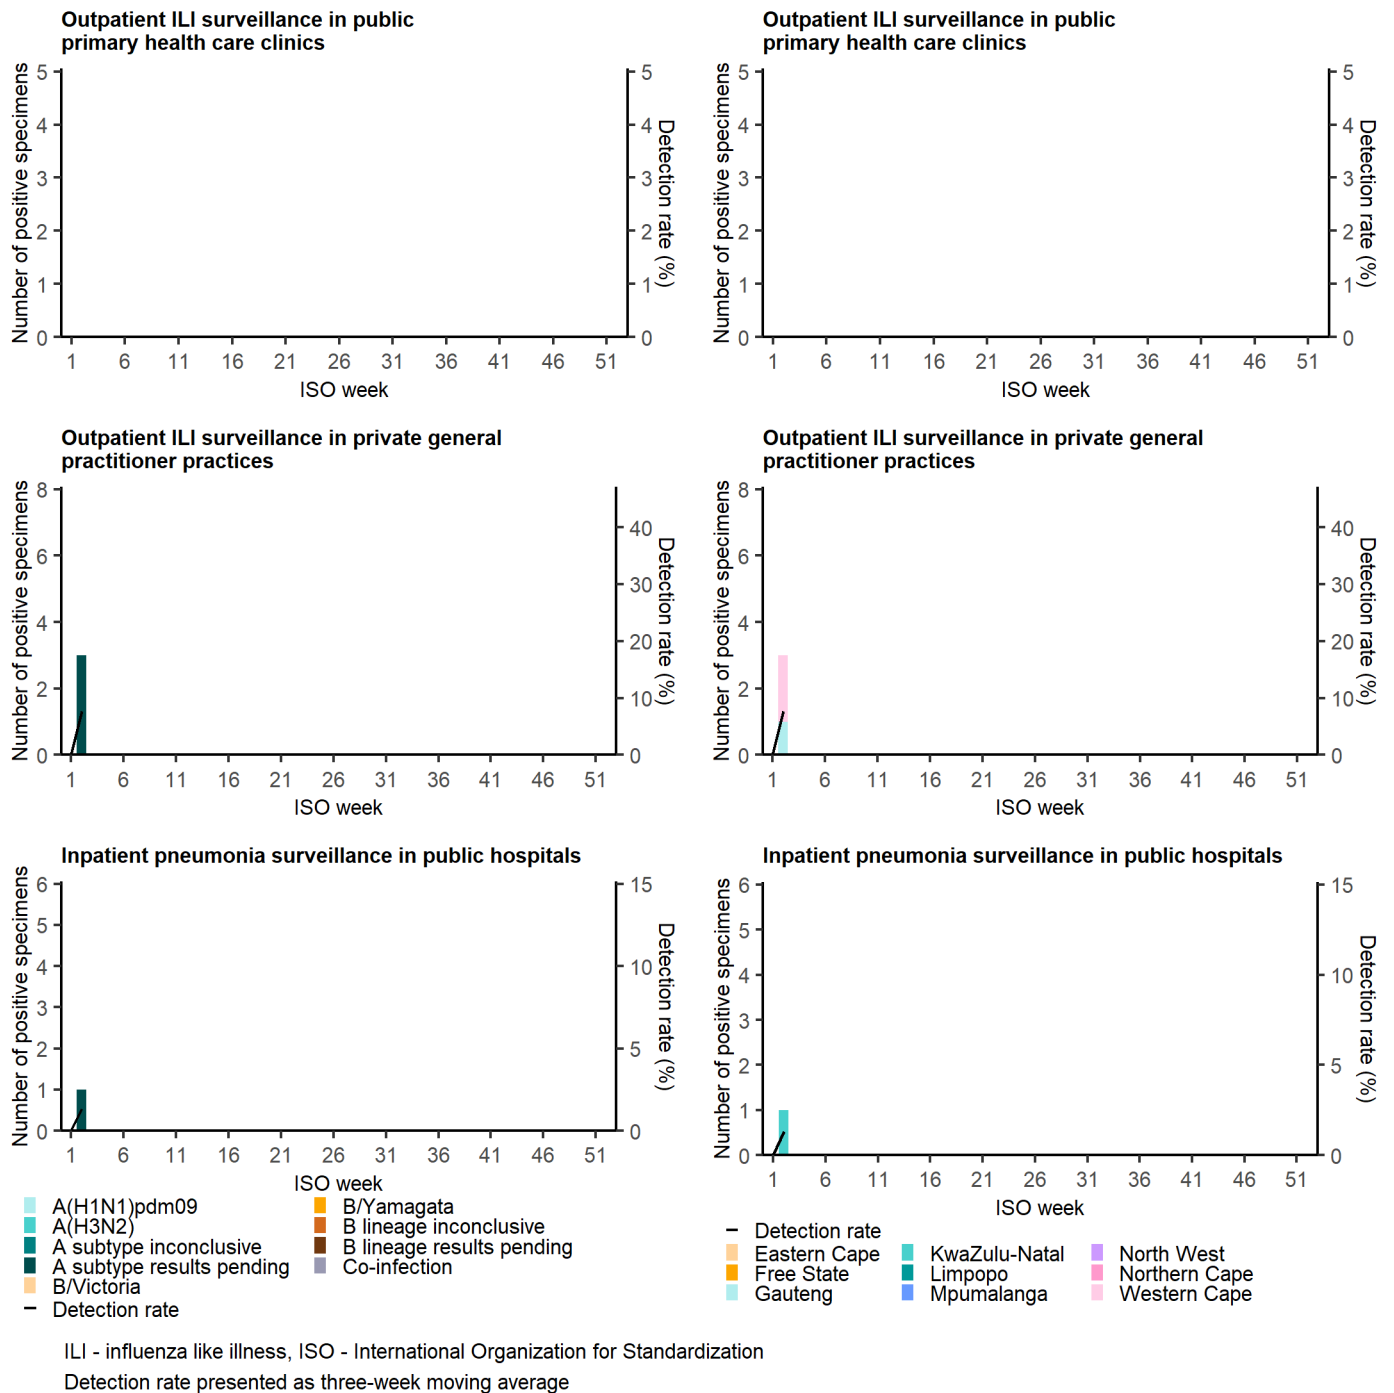 Outpatient ILI surveillance in public
primary health care clinics
Number of positive specimens
5
4
3
2
1
0
5
4
3
2
1
0
Detection rate (%)
1 6 11 16 21 26 31 36 41 46 51
ISO week
Outpatient ILI surveillance in public
primary health care clinics
Number of positive specimens
5
4
3
2
1
0
5
4
3
2
1
0
Detection rate (%)
1 6 11 16 21 26 31 36 41 46 51
ISO week
Outpatient ILI surveillance in private general
practitioner practices
Number of positive specimens
8
6
4
2
0
40
30
20
10
0
Detection rate (%)
1 6 11 16 21 26 31 36 41 46 51
ISO week
Outpatient ILI surveillance in private general
practitioner practices
Number of positive specimens
8
6
4
2
0
40
30
20
10
0
Detection rate (%)
1 6 11 16 21 26 31 36 41 46 51
ISO week
Inpatient pneumonia surveillance in public hospitals
Number of positive specimens
6
5
4
3
2
1
0
15
10
5
0
Detection rate (%)
1 6 11 16 21 26 31 36 41 46 51
ISO week
Inpatient pneumonia surveillance in public hospitals
Number of positive specimens
6
5
4
3
2
1
0
15
10
5
0
Detection rate (%)
1 6 11 16 21 26 31 36 41 46 51
ISO week
A(H1N1)pdm09
A(H3N2)
A subtype inconclusive
A subtype results pending
B/Victoria
Detection rate
B/Yamagata
B lineage inconclusive
B lineage results pending
Co-infection
Detection rate
Eastern Cape
Free State
Gauteng
KwaZulu-Natal
Limpopo
Mpumalanga
North West
Northern Cape
Western Cape
ILI - influenza like illness, ISO - International Organization for Standardization
Detection rate presented as three-week moving average